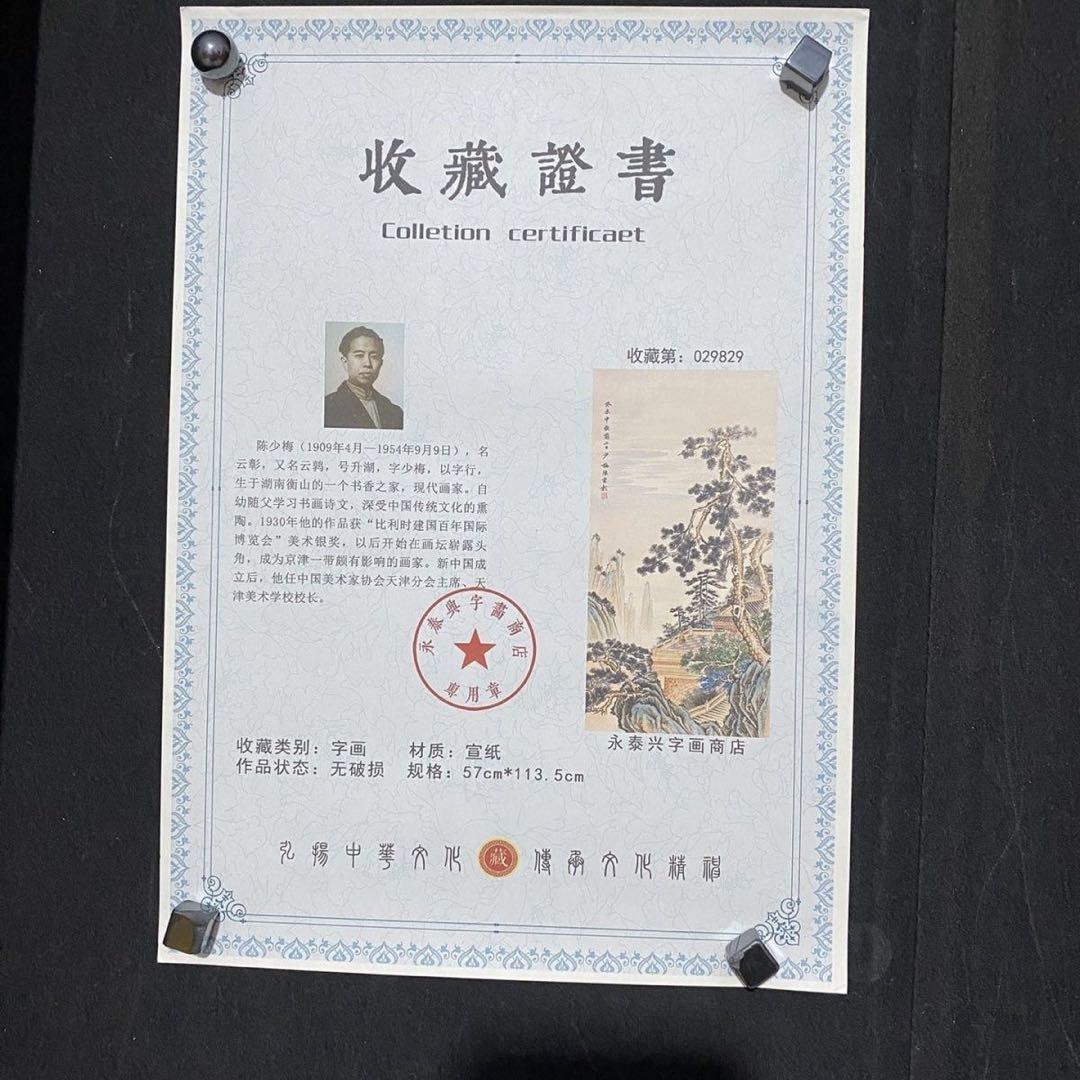 收藏證書
Colletion certificaet
陈少梅（1909年4月—1954年9月9日），名
云彰，又名云鹑，号升湖，字少梅，以字行，
生于湖南衡山的一个书香之家，现代画家。自
幼随父学习书画诗文，深受中国传统文化的熏
陶。1930年他的作品获“比利时建国百年国际
博览会”美术银奖，以后开始在画坛崭露头
角，成为京津一带颇有影响的画家。新中国成
立后，他任中国美术家协会天津分会主席、天
津美术学校校长。
永泰興字畫商店
專用章
收藏第：029829
永泰兴字画商店
收藏类别：字画 材质：宣纸
作品状态：无破损 规格：57cm*113.5cm
弘揚中華文化 藏 傳承文化精神